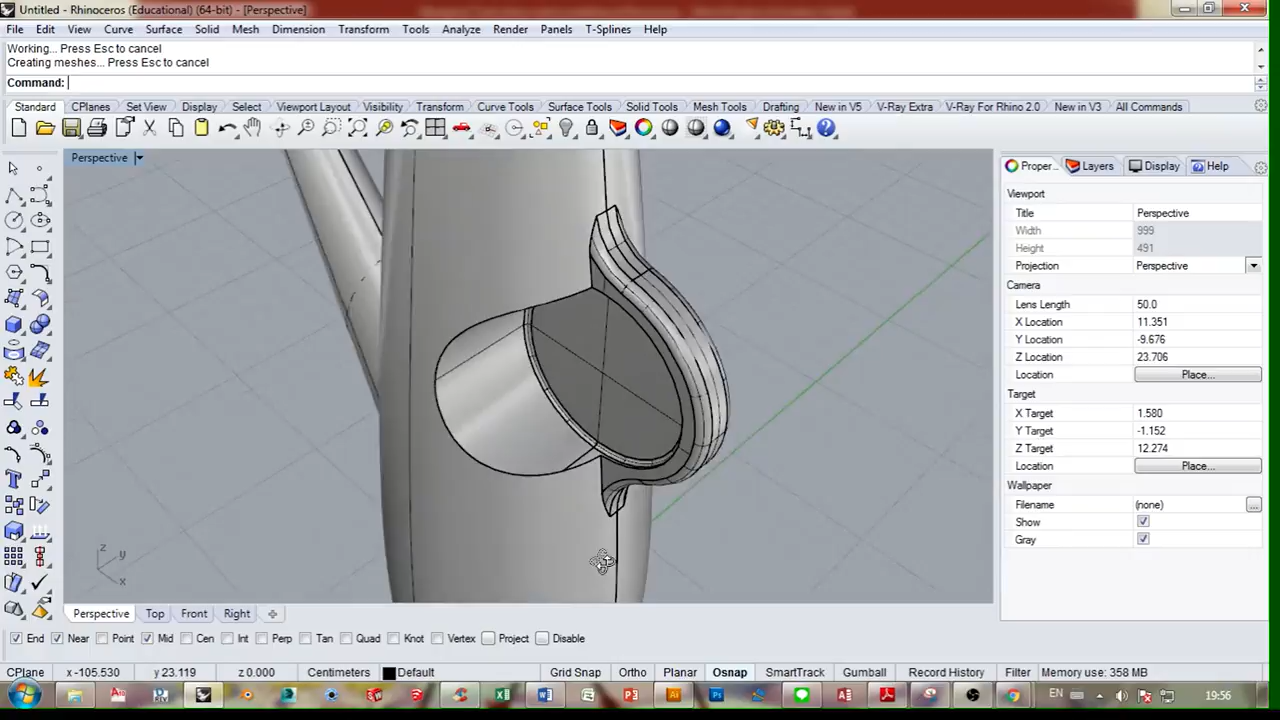 Untitled - Rhinoceros (Educational) (64-bit) - [Perspective]
File Edit View Curve Surface Solid Mesh Dimension Transform Tools Analyze Render Panels T-Splines Help
Working... Press Esc to cancel
Creating meshes... Press Esc to cancel
Command:
Standard CPlanes Set View Display Select Viewport Layout Visibility Transform Curve Tools Surface Tools Solid Tools Mesh Tools Drafting New in V5 V-Ray Extra V-Ray For Rhino 2.0 New in V3 All Commands
Perspective
Proper... Layers Display Help
Viewport
Title Perspective
Width 999
Height 491
Projection Perspective
Camera
Lens Length 50.0
X Location 11.351
Y Location -9.676
Z Location 23.706
Location Place...
Target
X Target 1.580
Y Target -1.152
Z Target 12.274
Location Place...
Wallpaper
Filename (none) ...
Show
Gray
z
y
x
Perspective Top Front Right
End Near Point Mid Cen Int Perp Tan Quad Knot Vertex Project Disable
CPlane x -105.530 y 23.119 z 0.000 Centimeters Default Grid Snap Ortho Planar Osnap SmartTrack Gumball Record History Filter Memory use: 358 MB
EN 19:56